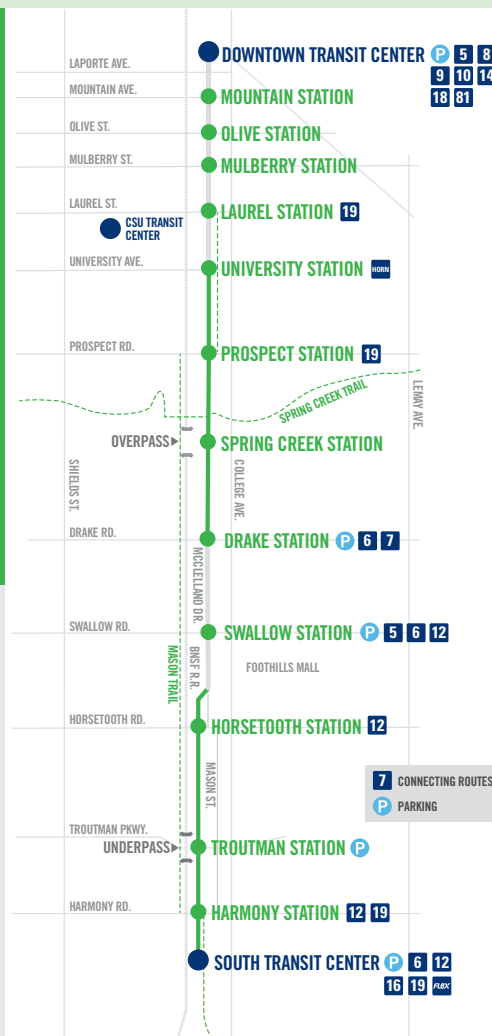 LAPORTE AVE.
DOWNTOWN TRANSIT CENTER P 5 8
9 10 14
18 81
MOUNTAIN AVE.
MOUNTAIN STATION
OLIVE ST.
OLIVE STATION
MULBERRY ST.
MULBERRY STATION
LAUREL ST.
LAUREL STATION 19
CSU TRANSIT
CENTER
UNIVERSITY AVE.
UNIVERSITY STATION HORN
PROSPECT RD.
PROSPECT STATION 19
SPRING CREEK TRAIL
LEMAY AVE.
OVERPASS
SPRING CREEK STATION
SHIELDS ST.
COLLEGE AVE.
DRAKE RD.
DRAKE STATION P 6 7
MCCLELLAND DR.
SWALLOW RD.
SWALLOW STATION P 5 6 12
MASON TRAIL
BNSF R.R.
FOOTHILLS MALL
HORSETOOTH RD.
HORSETOOTH STATION 12
MASON ST.
7 CONNECTING ROUTES
P PARKING
TROUTMAN PKWY.
UNDERPASS
TROUTMAN STATION P
HARMONY RD.
HARMONY STATION 12 19
SOUTH TRANSIT CENTER P 6 12
16 19 FLEX